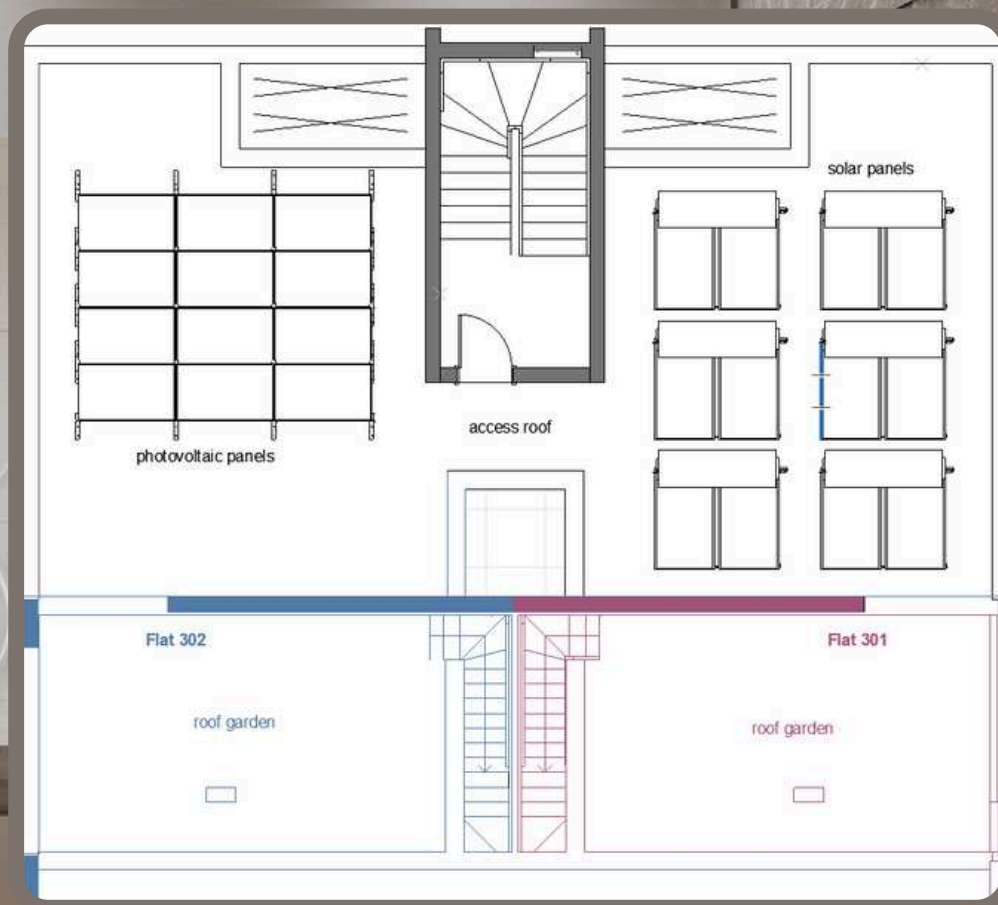 solar panels
access roof
photovoltaic panels
Flat 302
Flat 301
roof garden
roof garden